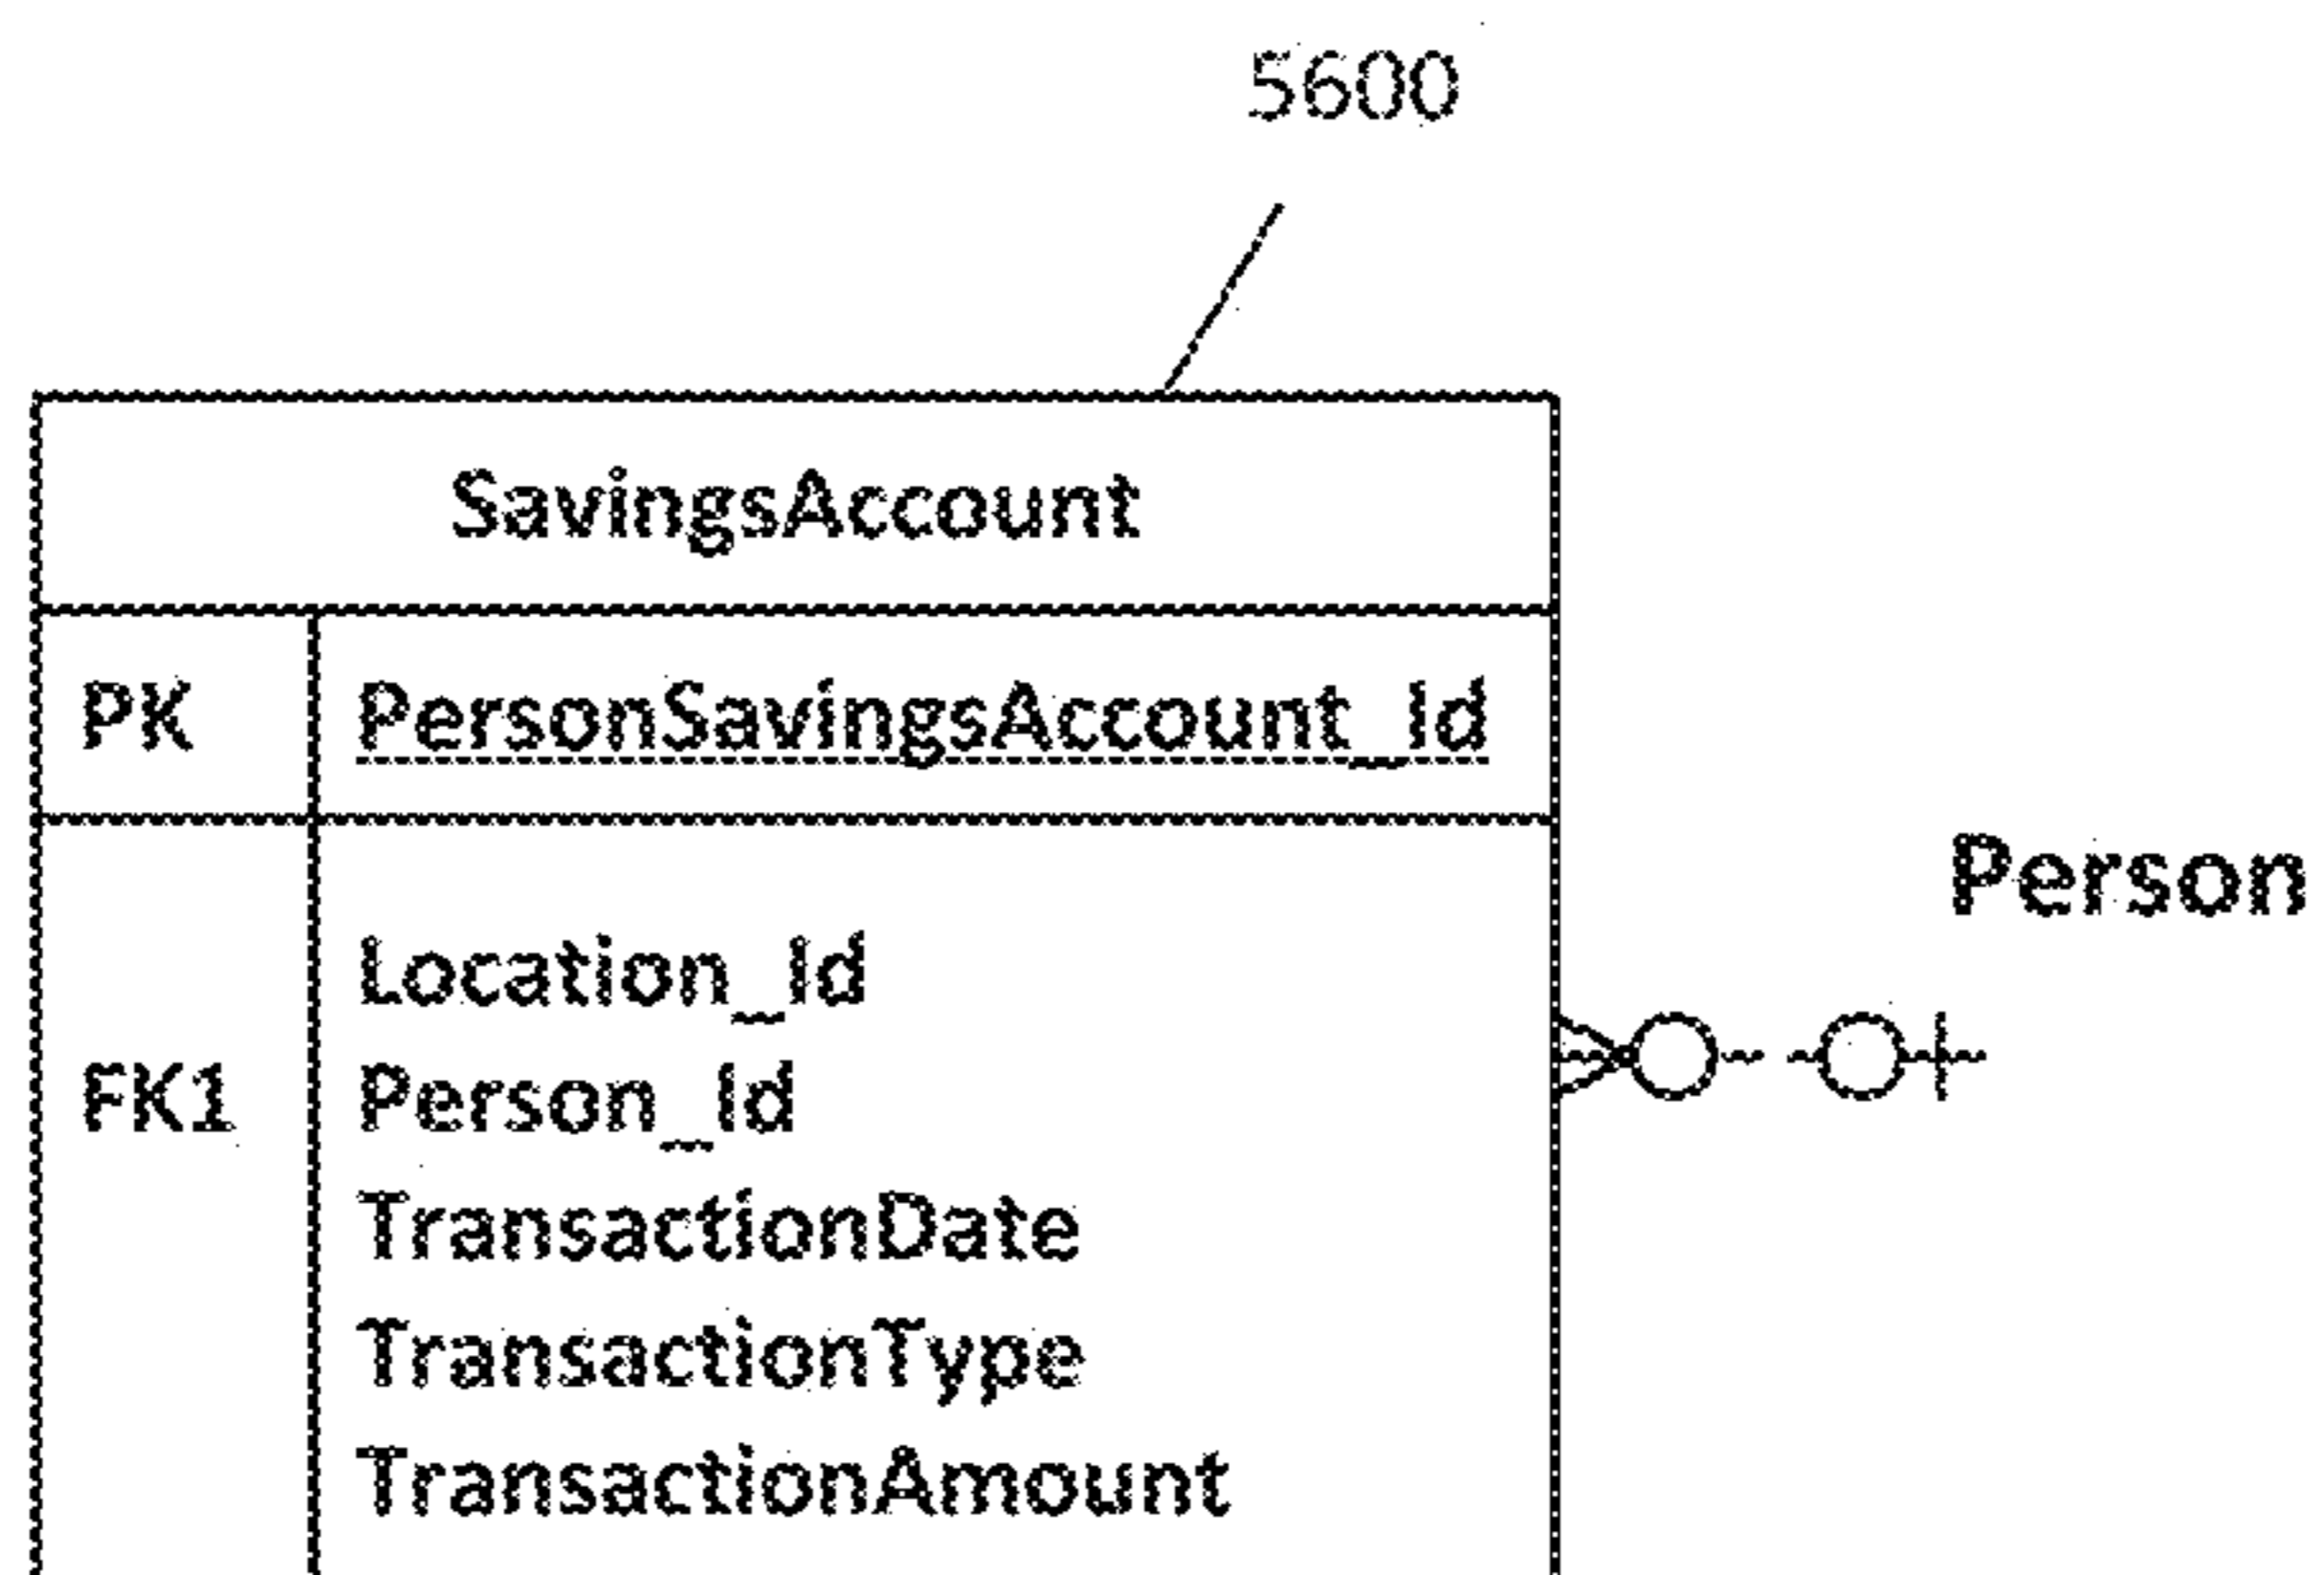 5600
SavingsAccount
PK PersonSavingsAccount_Id
Person
Location_Id
FK1 Person_Id
TransactionDate
TransactionType
TransactionAmount